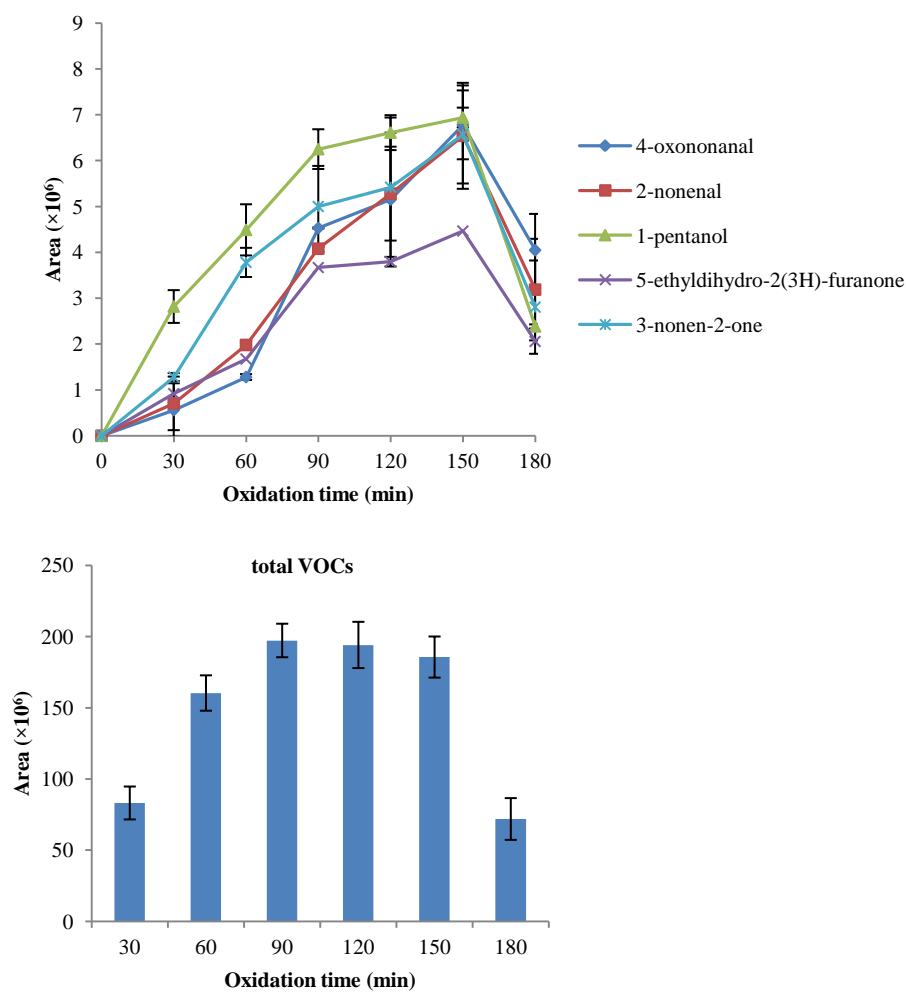 9
8
7
6
5
4
3
2
1
0
Area (×10⁶)
0 30 60 90 120 150 180
Oxidation time (min)
4-oxononanal
2-nonenal
1-pentanol
5-ethyldihydro-2(3H)-furanone
3-nonen-2-one
total VOCs
250
200
150
100
50
0
Area (×10⁶)
30 60 90 120 150 180
Oxidation time (min)